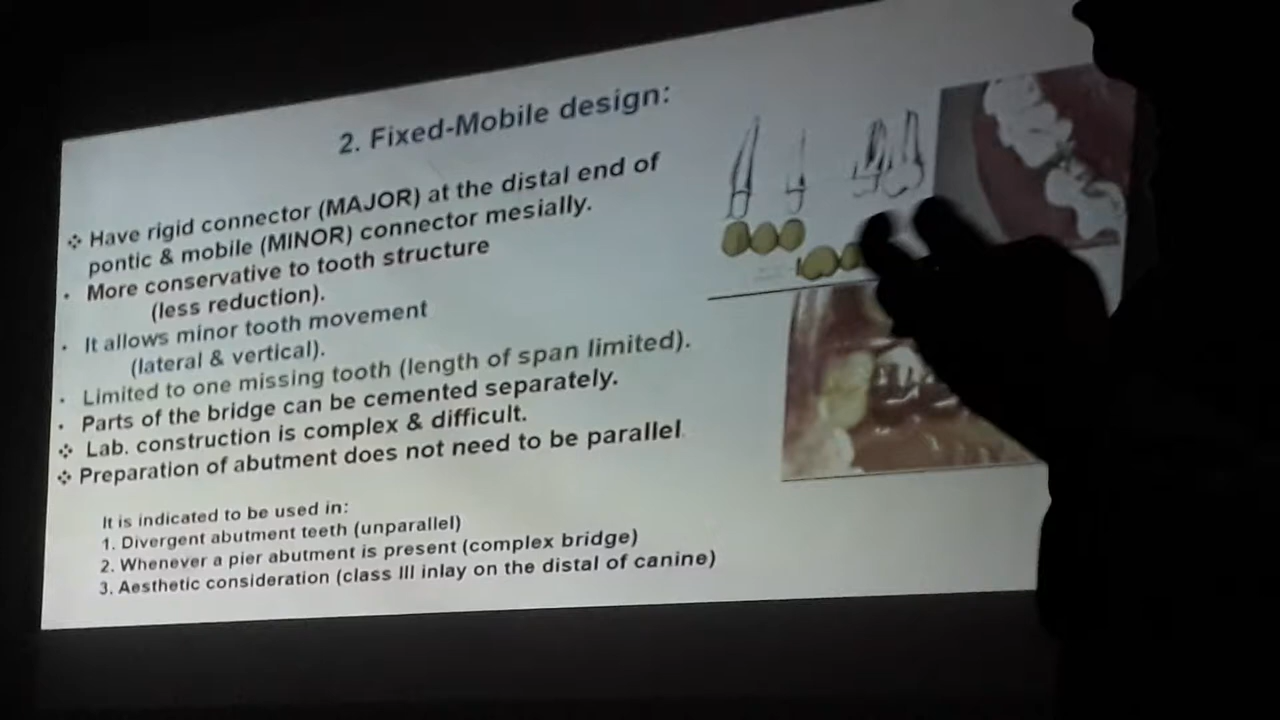 2. Fixed-Mobile design:
❖ Have rigid connector (MAJOR) at the distal end of
pontic & mobile (MINOR) connector mesially.
• More conservative to tooth structure
(less reduction).
• It allows minor tooth movement
(lateral & vertical).
• Limited to one missing tooth (length of span limited).
• Parts of the bridge can be cemented separately.
❖ Lab. construction is complex & difficult.
❖ Preparation of abutment does not need to be parallel
It is indicated to be used in:
1. Divergent abutment teeth (unparallel)
2. Whenever a pier abutment is present (complex bridge)
3. Aesthetic consideration (class III inlay on the distal of canine)